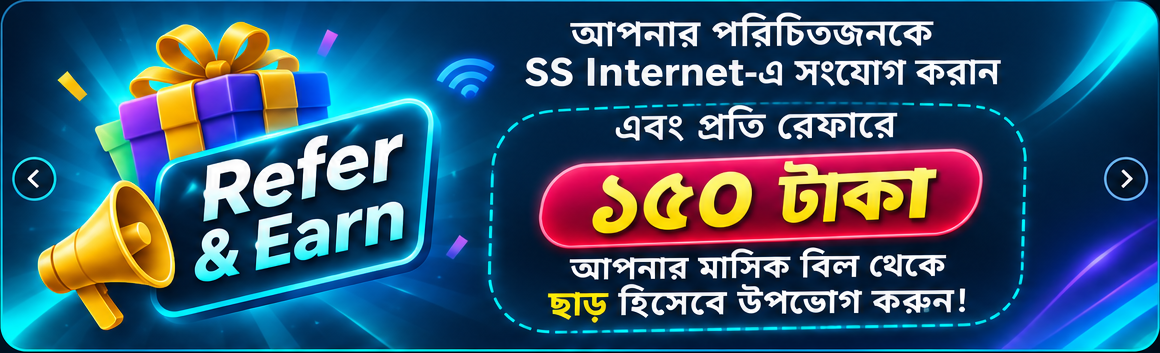 Refer
& Earn
আপনার পরিচিতজনকে
SS Internet-এ সংযোগ করান
এবং প্রতি রেফারে
১৫০ টাকা
আপনার মাসিক বিল থেকে
ছাড় হিসেবে উপভোগ করুন!